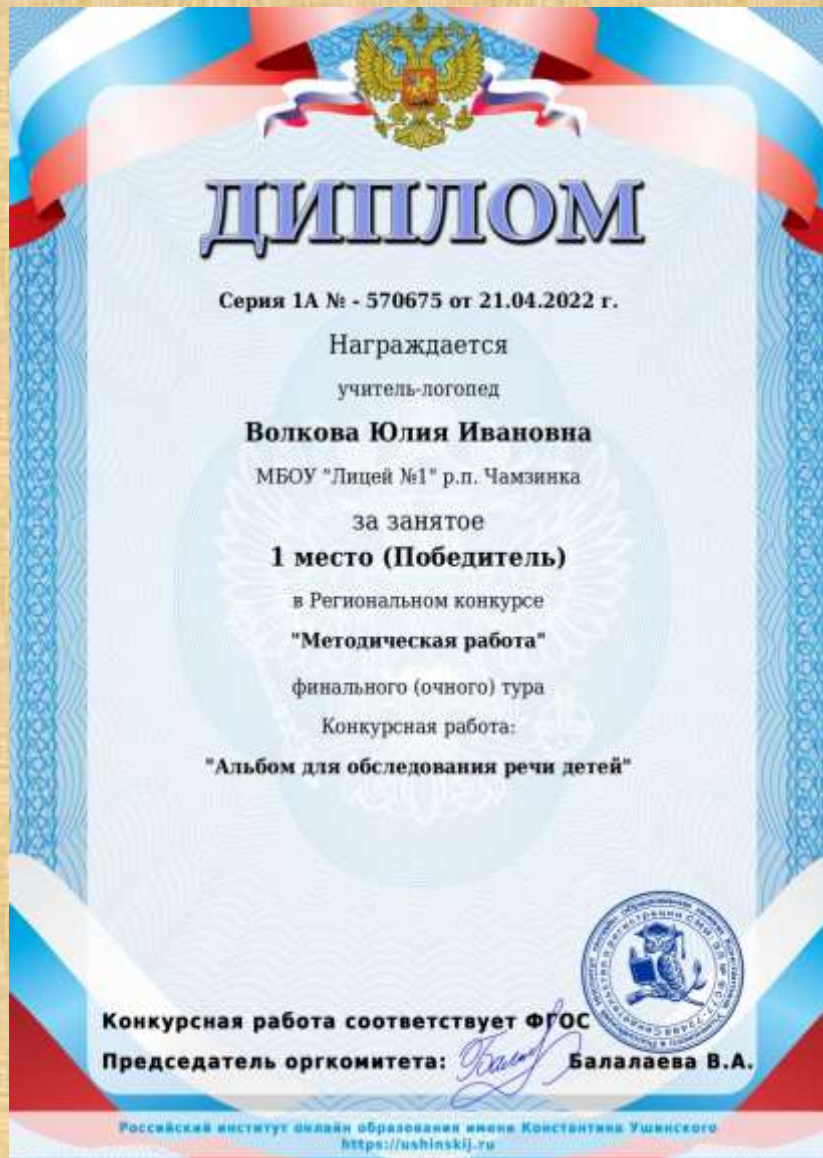 ДИПЛОМ
Серия 1А № - 570675 от 21.04.2022 г.
Награждается
учитель-логопед
Волкова Юлия Ивановна
МБОУ "Лицей №1" р.п. Чамзинка
за занятое
1 место (Победитель)
в Региональном конкурсе
"Методическая работа"
финального (очного) тура
Конкурсная работа:
"Альбом для обследования речи детей"
Конкурсная работа соответствует ФГОС
Председатель оргкомитета:
Балалаева В.А.
Российский институт онлайн образования имени Константина Ушинского
https://ushinskij.ru